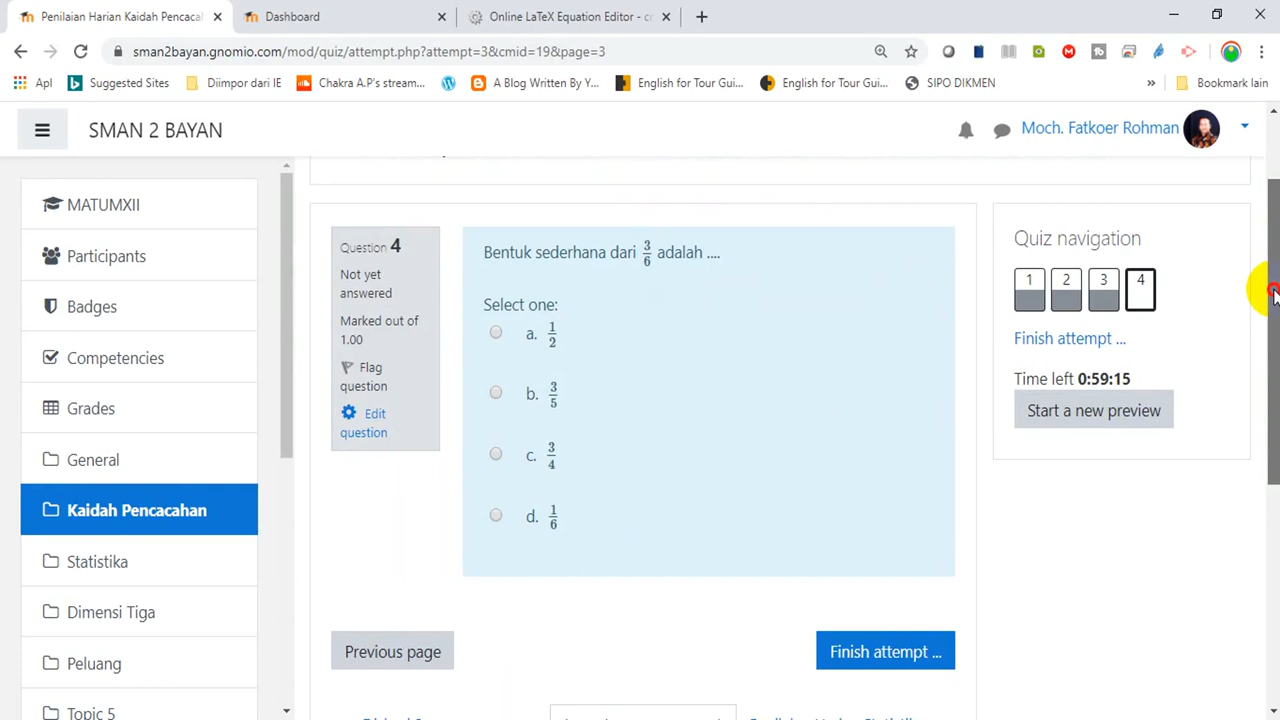 Penilaian Harian Kaidah Pencacal
Dashboard
Online LaTeX Equation Editor - c
sman2bayan.gnomio.com/mod/quiz/attempt.php?attempt=3&cmid=19&page=3
Apl
Suggested Sites
Diimpor dari IE
Chakra A.P's stream...
A Blog Written By Y...
English for Tour Gui...
English for Tour Gui...
SIPO DIKMEN
»
Bookmark lain
SMAN 2 BAYAN
Moch. Fatkoer Rohman
MATUMXII
Participants
Badges
Competencies
Grades
General
Kaidah Pencacahan
Statistika
Dimensi Tiga
Peluang
Topic 5
Question 4
Not yet
answered
Marked out of
1.00
Flag
question
Edit
question
Bentuk sederhana dari 3/6 adalah ....
Select one:
a. 1/2
b. 3/5
c. 3/4
d. 1/6
Previous page
Finish attempt ...
Quiz navigation
1 2 3 4
Finish attempt ...
Time left 0:59:15
Start a new preview